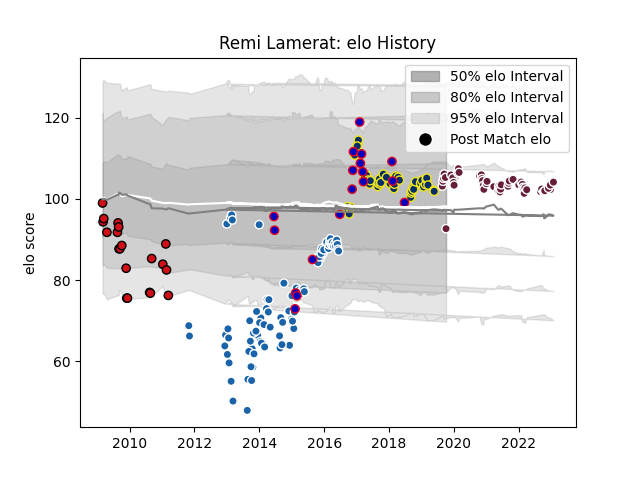 Remi Lamerat: elo History
50% elo Interval
80% elo Interval
95% elo Interval
Post Match elo
elo score
120
100
80
60
2010 2012 2014 2016 2018 2020 2022